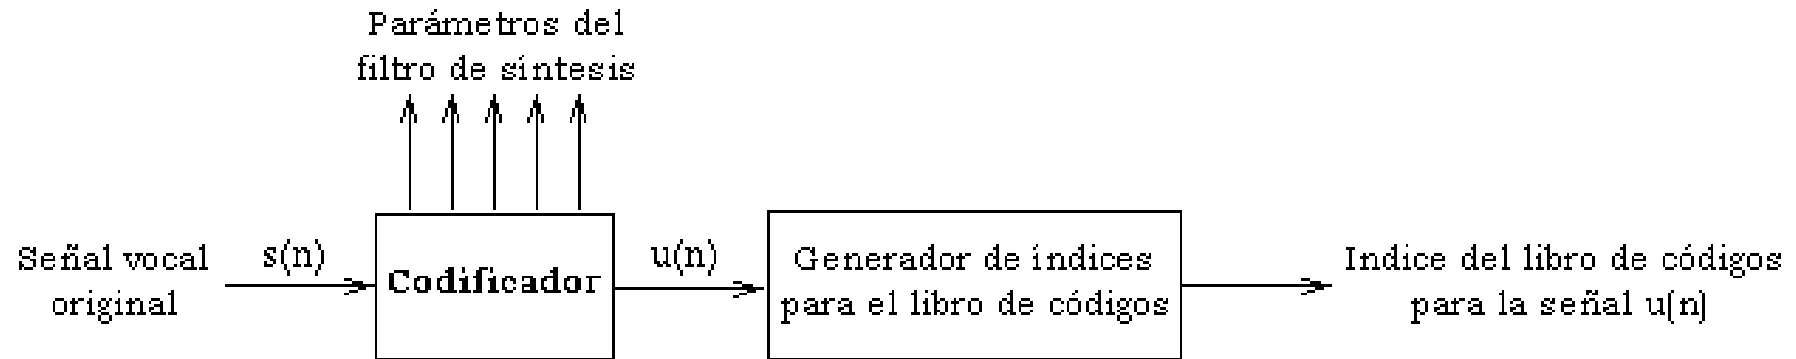 Parámetros del
filtro de síntesis
Señal vocal
original
s(n)
Codificador
u(n)
Generador de índices
para el libro de códigos
Indice del libro de códigos
para la señal u(n)